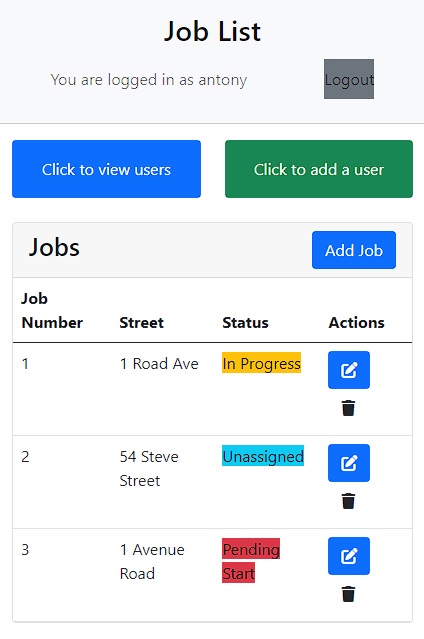 Job List
You are logged in as antony
Logout
Click to view users
Click to add a user
Jobs
Add Job
Job
Number
Street
Status
Actions
1
1 Road Ave
In Progress
2
54 Steve
Street
Unassigned
3
1 Avenue
Road
Pending
Start